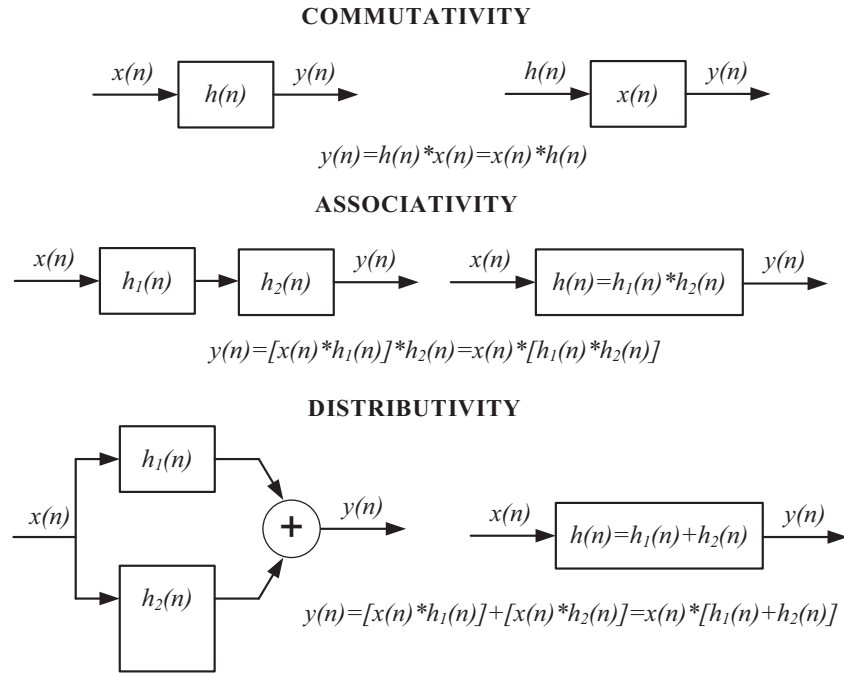 COMMUTATIVITY
x(n) h(n) y(n) h(n) x(n) y(n)
y(n)=h(n)*x(n)=x(n)*h(n)
ASSOCIATIVITY
x(n) h₁(n) h₂(n) y(n) x(n) h(n)=h₁(n)*h₂(n) y(n)
y(n)=[x(n)*h₁(n)]*h₂(n)=x(n)*[h₁(n)*h₂(n)]
DISTRIBUTIVITY
h₁(n)
x(n) + y(n) x(n) h(n)=h₁(n)+h₂(n) y(n)
h₂(n)
y(n)=[x(n)*h₁(n)]+[x(n)*h₂(n)]=x(n)*[h₁(n)+h₂(n)]